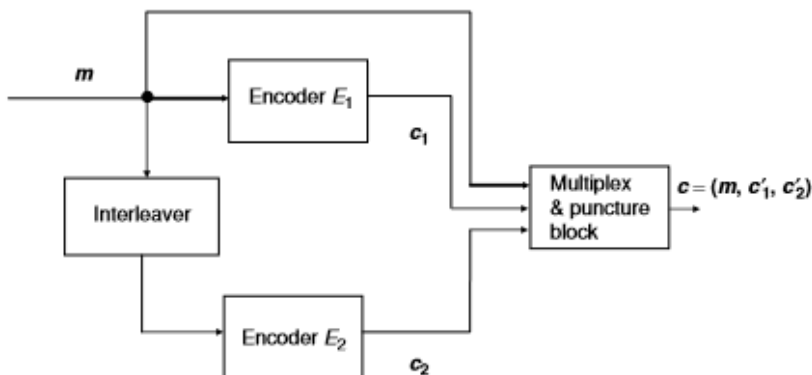 m
Encoder E₁
c₁
Interleaver
Multiplex
& puncture
block
c = (m, c′₁, c′₂)
Encoder E₂
c₂